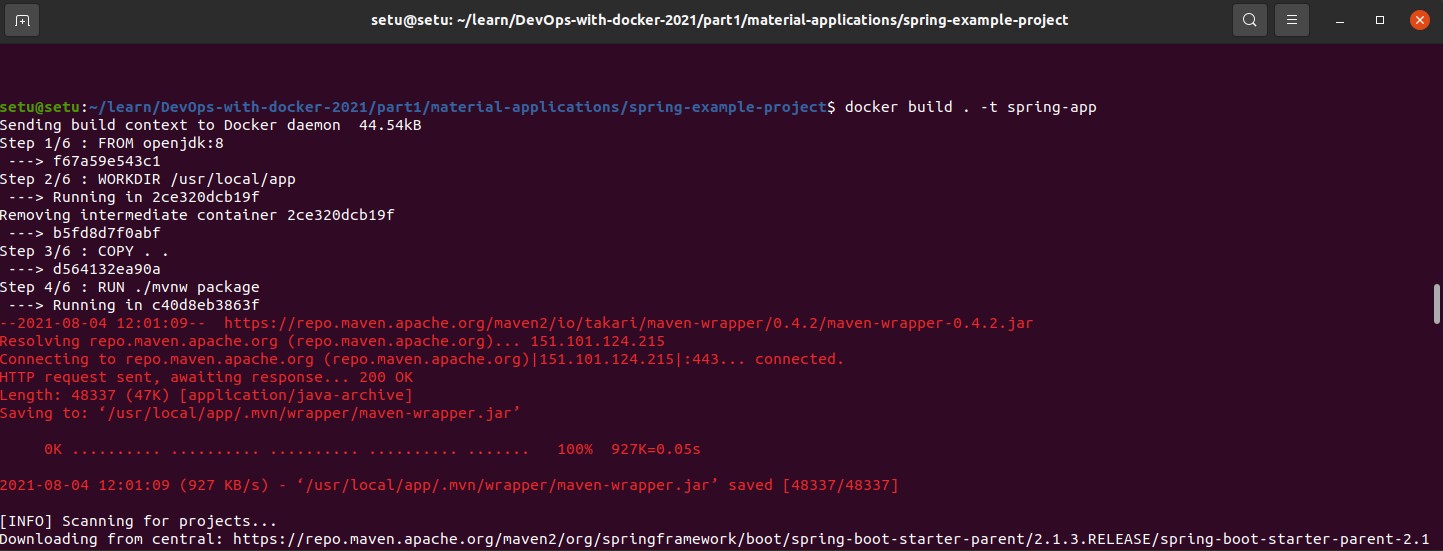 setu@setu: ~/learn/DevOps-with-docker-2021/part1/material-applications/spring-example-project
setu@setu:~/learn/DevOps-with-docker-2021/part1/material-applications/spring-example-project$ docker build . -t spring-app
Sending build context to Docker daemon  44.54kB
Step 1/6 : FROM openjdk:8
 ---> f67a59e543c1
Step 2/6 : WORKDIR /usr/local/app
 ---> Running in 2ce320dcb19f
Removing intermediate container 2ce320dcb19f
 ---> b5fd8d7f0abf
Step 3/6 : COPY . .
 ---> d564132ea90a
Step 4/6 : RUN ./mvnw package
 ---> Running in c40d8eb3863f
--2021-08-04 12:01:09--  https://repo.maven.apache.org/maven2/io/takari/maven-wrapper/0.4.2/maven-wrapper-0.4.2.jar
Resolving repo.maven.apache.org (repo.maven.apache.org)... 151.101.124.215
Connecting to repo.maven.apache.org (repo.maven.apache.org)|151.101.124.215|:443... connected.
HTTP request sent, awaiting response... 200 OK
Length: 48337 (47K) [application/java-archive]
Saving to: ‘/usr/local/app/.mvn/wrapper/maven-wrapper.jar’
     0K .......... .......... .......... .......... .......   100%  927K=0.05s
2021-08-04 12:01:09 (927 KB/s) - ‘/usr/local/app/.mvn/wrapper/maven-wrapper.jar’ saved [48337/48337]
[INFO] Scanning for projects...
Downloading from central: https://repo.maven.apache.org/maven2/org/springframework/boot/spring-boot-starter-parent/2.1.3.RELEASE/spring-boot-starter-parent-2.1